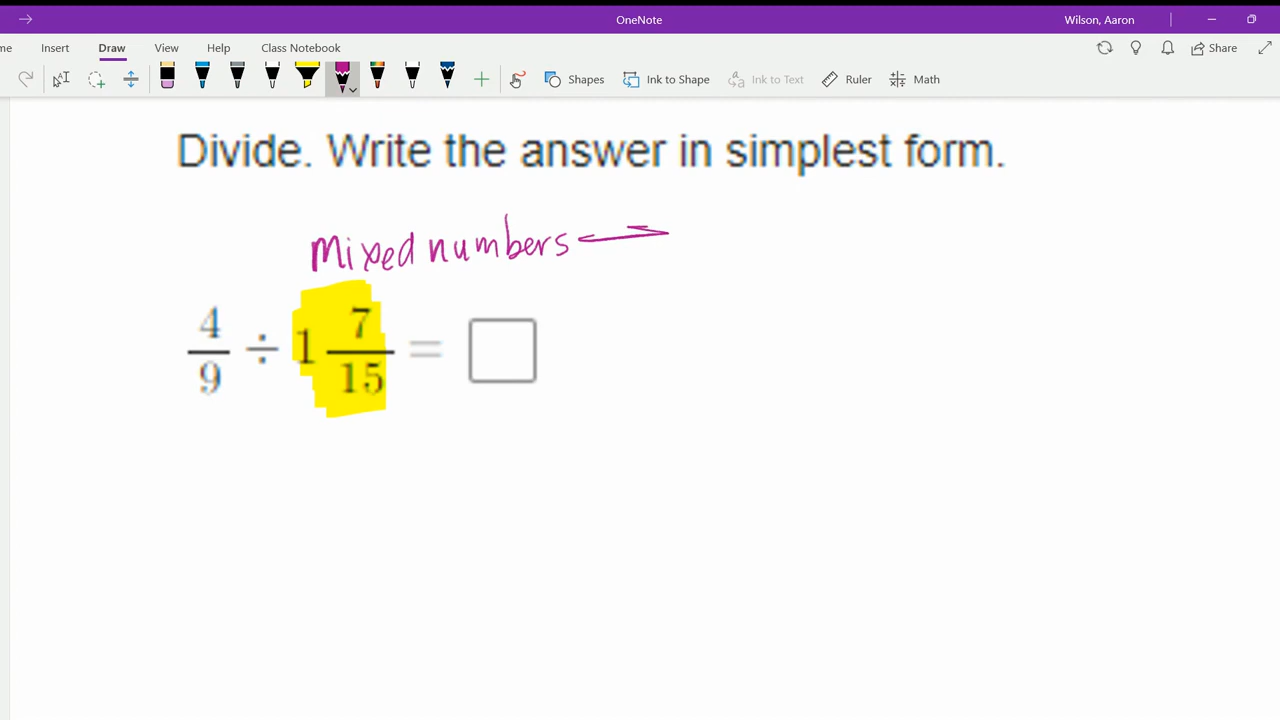 OneNote
Wilson, Aaron
me Insert Draw View Help Class Notebook Share
Shapes Ink to Shape Ink to Text Ruler Math
Divide. Write the answer in simplest form.
Mixed numbers
4/9 ÷ 1 7/15 =